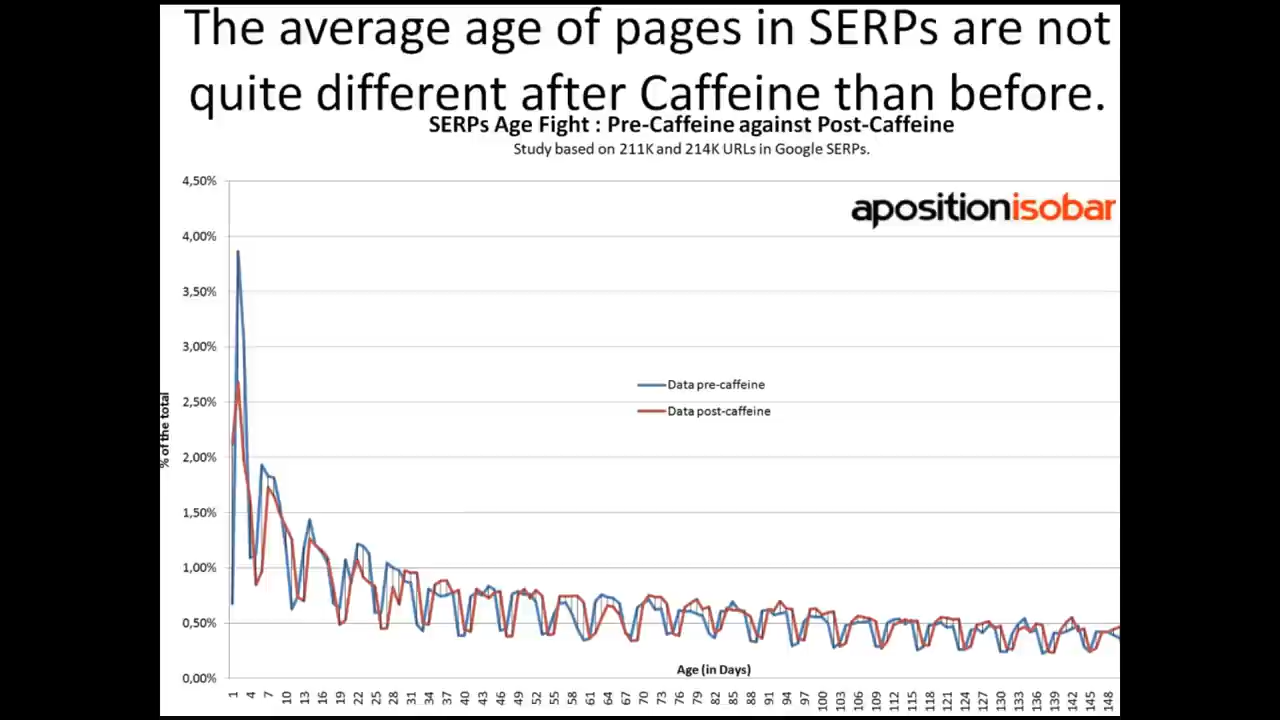 The average age of pages in SERPs are not
quite different after Caffeine than before.
SERPs Age Fight : Pre-Caffeine against Post-Caffeine
Study based on 211K and 214K URLs in Google SERPs.
apositionisobar
4,50%
4,00%
3,50%
3,00%
2,50%
2,00%
1,50%
1,00%
0,50%
0,00%
% of the total
Data pre-caffeine
Data post-caffeine
Age (in Days)
1 4 7 10 13 16 19 22 25 28 31 34 37 40 43 46 49 52 55 58 61 64 67 70 73 76 79 82 85 88 91 94 97 100 103 106 109 112 115 118 121 124 127 130 133 136 139 142 145 148